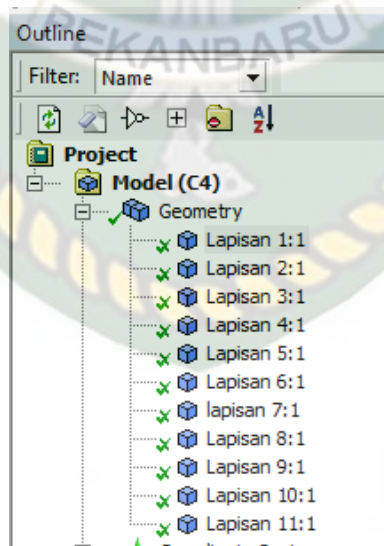 Outline
PEKANBARU
Filter: Name
Project
Model (C4)
Geometry
Lapisan 1:1
Lapisan 2:1
Lapisan 3:1
Lapisan 4:1
Lapisan 5:1
Lapisan 6:1
lapisan 7:1
Lapisan 8:1
Lapisan 9:1
Lapisan 10:1
Lapisan 11:1